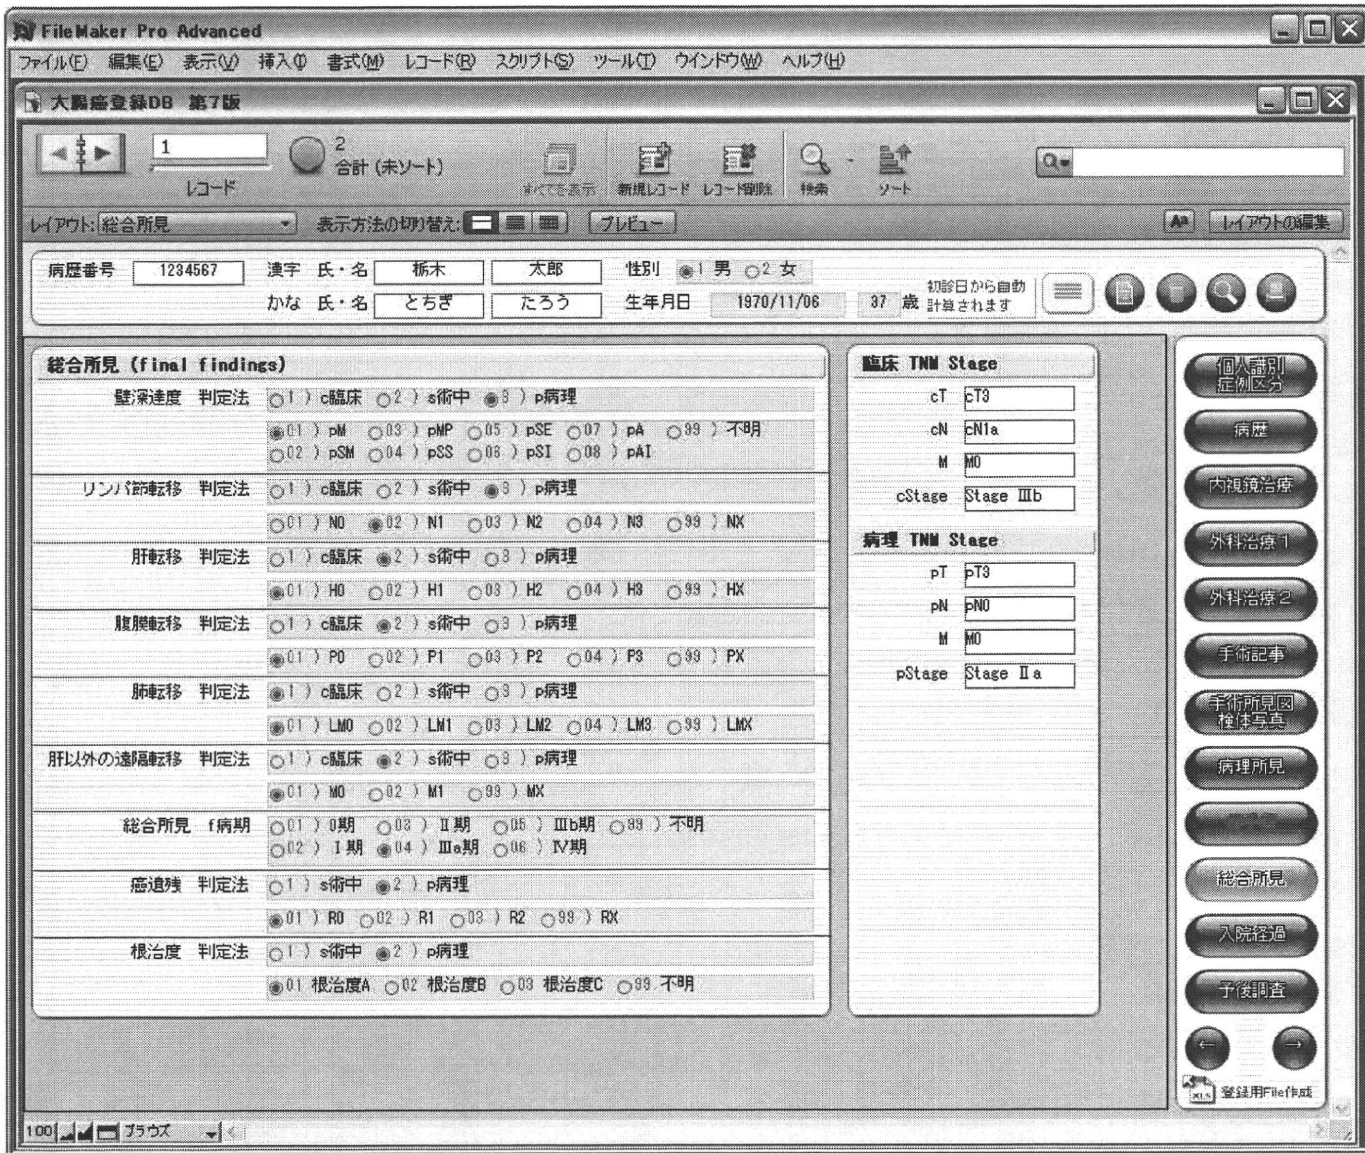 FileMaker Pro Advanced
ファイル(F) 編集(E) 表示(V) 挿入(I) 書式(M) レコード(R) スクリプト(S) ツール(T) ウインドウ(W) ヘルプ(H)
大腸癌登録DB 第7版
1
レコード
2
合計 (未ソート)
すべてを表示 新規レコード レコード削除 検索 ソート
レイアウト: 総合所見 表示方法の切り替え: プレビュー Aa レイアウトの編集
病歴番号 1234567 漢字 氏・名 栃木 太郎 性別 1 男 2 女
かな 氏・名 とちぎ たろう 生年月日 1970/11/06 37 歳
初診日から自動
計算されます
総合所見 (final findings)
壁深達度 判定法 1 ) c臨床 2 ) s術中 3 ) p病理
01 ) pM 03 ) pMP 05 ) pSE 07 ) pA 99 ) 不明
02 ) pSM 04 ) pSS 06 ) pSI 08 ) pAI
リンパ節転移 判定法 1 ) c臨床 2 ) s術中 3 ) p病理
01 ) N0 02 ) N1 03 ) N2 04 ) N3 99 ) NX
肝転移 判定法 1 ) c臨床 2 ) s術中 3 ) p病理
01 ) H0 02 ) H1 03 ) H2 04 ) H3 99 ) HX
腹膜転移 判定法 1 ) c臨床 2 ) s術中 3 ) p病理
01 ) P0 02 ) P1 03 ) P2 04 ) P3 99 ) PX
肺転移 判定法 1 ) c臨床 2 ) s術中 3 ) p病理
01 ) LM0 02 ) LM1 03 ) LM2 04 ) LM3 99 ) LMX
肝以外の遠隔転移 判定法 1 ) c臨床 2 ) s術中 3 ) p病理
01 ) M0 02 ) M1 99 ) MX
総合所見 f病期 01 ) 0期 03 ) Ⅱ期 05 ) Ⅲb期 99 ) 不明
02 ) Ⅰ期 04 ) Ⅲa期 06 ) Ⅳ期
癌遺残 判定法 1 ) s術中 2 ) p病理
01 ) R0 02 ) R1 03 ) R2 99 ) RX
根治度 判定法 1 ) s術中 2 ) p病理
01 根治度A 02 根治度B 03 根治度C 99 不明
臨床 TNM Stage
cT cT3
cN cN1a
M M0
cStage Stage Ⅲb
病理 TNM Stage
pT pT3
pN pN0
M M0
pStage Stage Ⅱa
個人識別
症例区分
病歴
内視鏡治療
外科治療1
外科治療2
手術記事
手術所見図
検体写真
病理所見
総合所見
入院経過
予後調査
← →
XLS 登録用File作成
100 ブラウズ